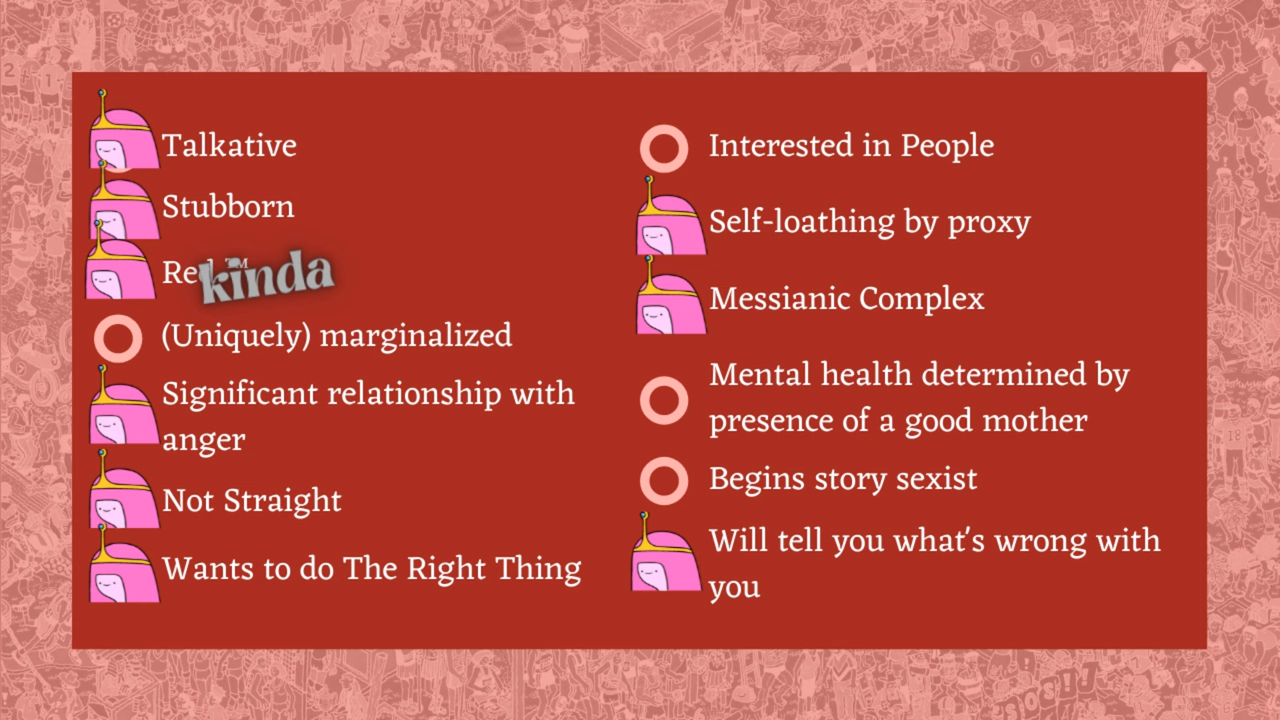 Talkative
Stubborn
Red ™
kinda
(Uniquely) marginalized
Significant relationship with
anger
Not Straight
Wants to do The Right Thing
Interested in People
Self-loathing by proxy
Messianic Complex
Mental health determined by
presence of a good mother
Begins story sexist
Will tell you what's wrong with
you